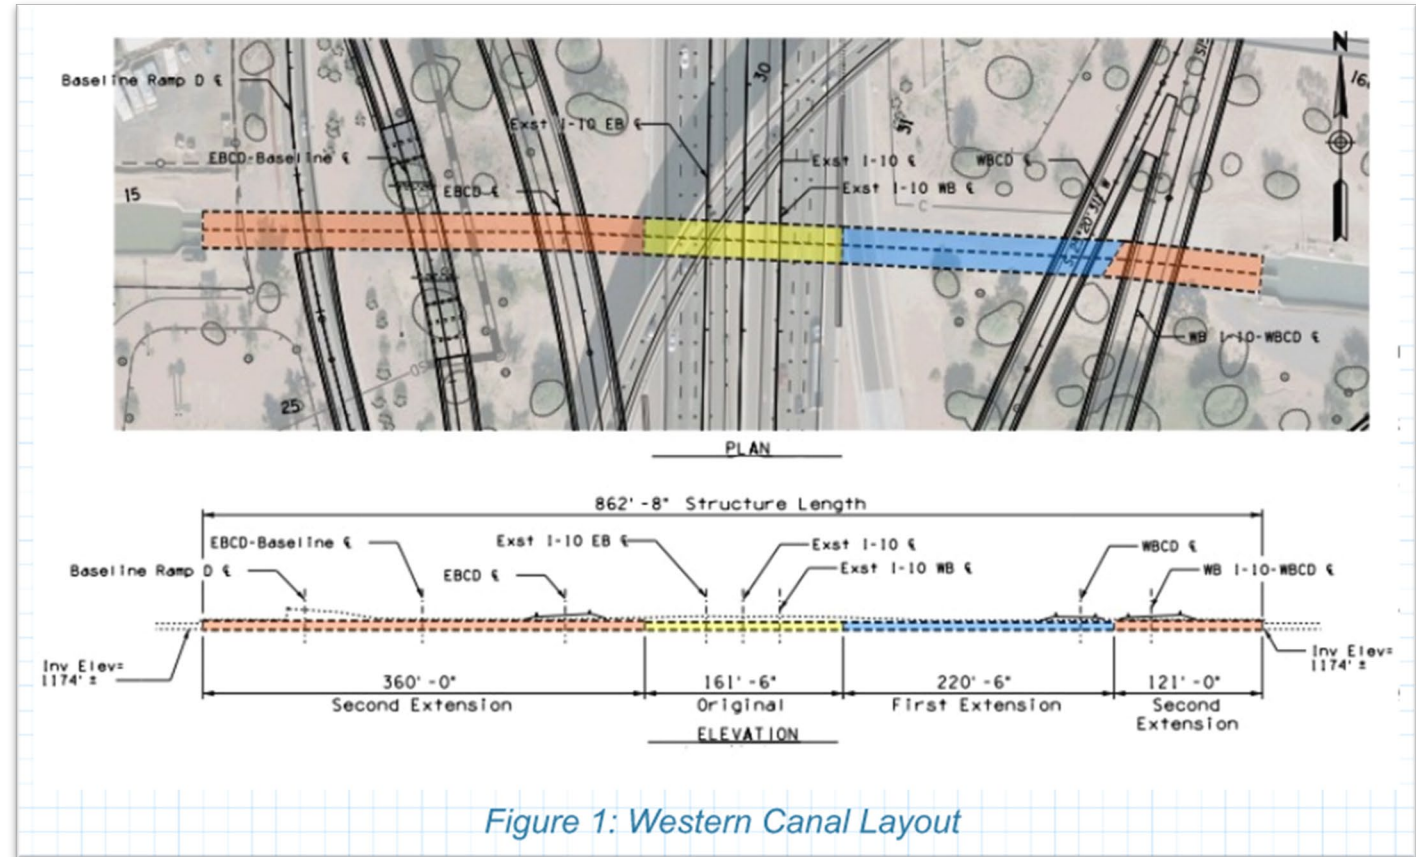 N
16
30
31
Baseline Ramp D ℄
Exst I-10 EB ℄
EBCD-Baseline ℄
Exst I-10 ℄
WBCD ℄
EBCD ℄
Exst I-10 WB ℄
15
C
WB I-10-WBCD ℄
25
PLAN
862'-8" Structure Length
EBCD-Baseline ℄
Exst I-10 EB ℄
Exst I-10 ℄
WBCD ℄
Baseline Ramp D ℄
EBCD ℄
Exst I-10 WB ℄
WB I-10-WBCD ℄
Inv Elev=
1174' ±
Inv Elev=
1174' ±
360'-0"
161'-6"
220'-6"
121'-0"
Second Extension
Original
First Extension
Second
Extension
ELEVATION
Figure 1: Western Canal Layout